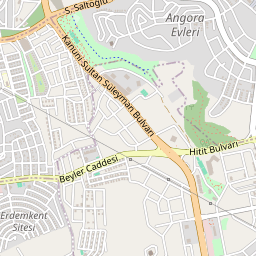 S. Saltoğlu
Angora
Evleri
Kanuni Sultan Süleyman Bulvarı
Hitit Bulvarı
Beyler Caddesi
Erdemkent
Sitesi